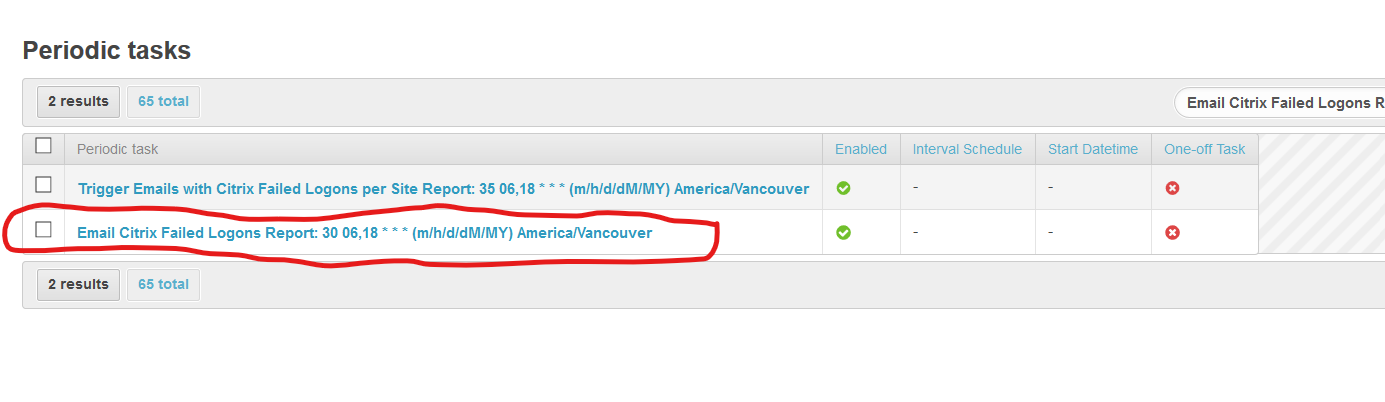 Periodic tasks
2 results 65 total Email Citrix Failed Logons R
Periodic task Enabled Interval Schedule Start Datetime One-off Task
Trigger Emails with Citrix Failed Logons per Site Report: 35 06,18 * * * (m/h/d/dM/MY) America/Vancouver - -
Email Citrix Failed Logons Report: 30 06,18 * * * (m/h/d/dM/MY) America/Vancouver - -
2 results 65 total